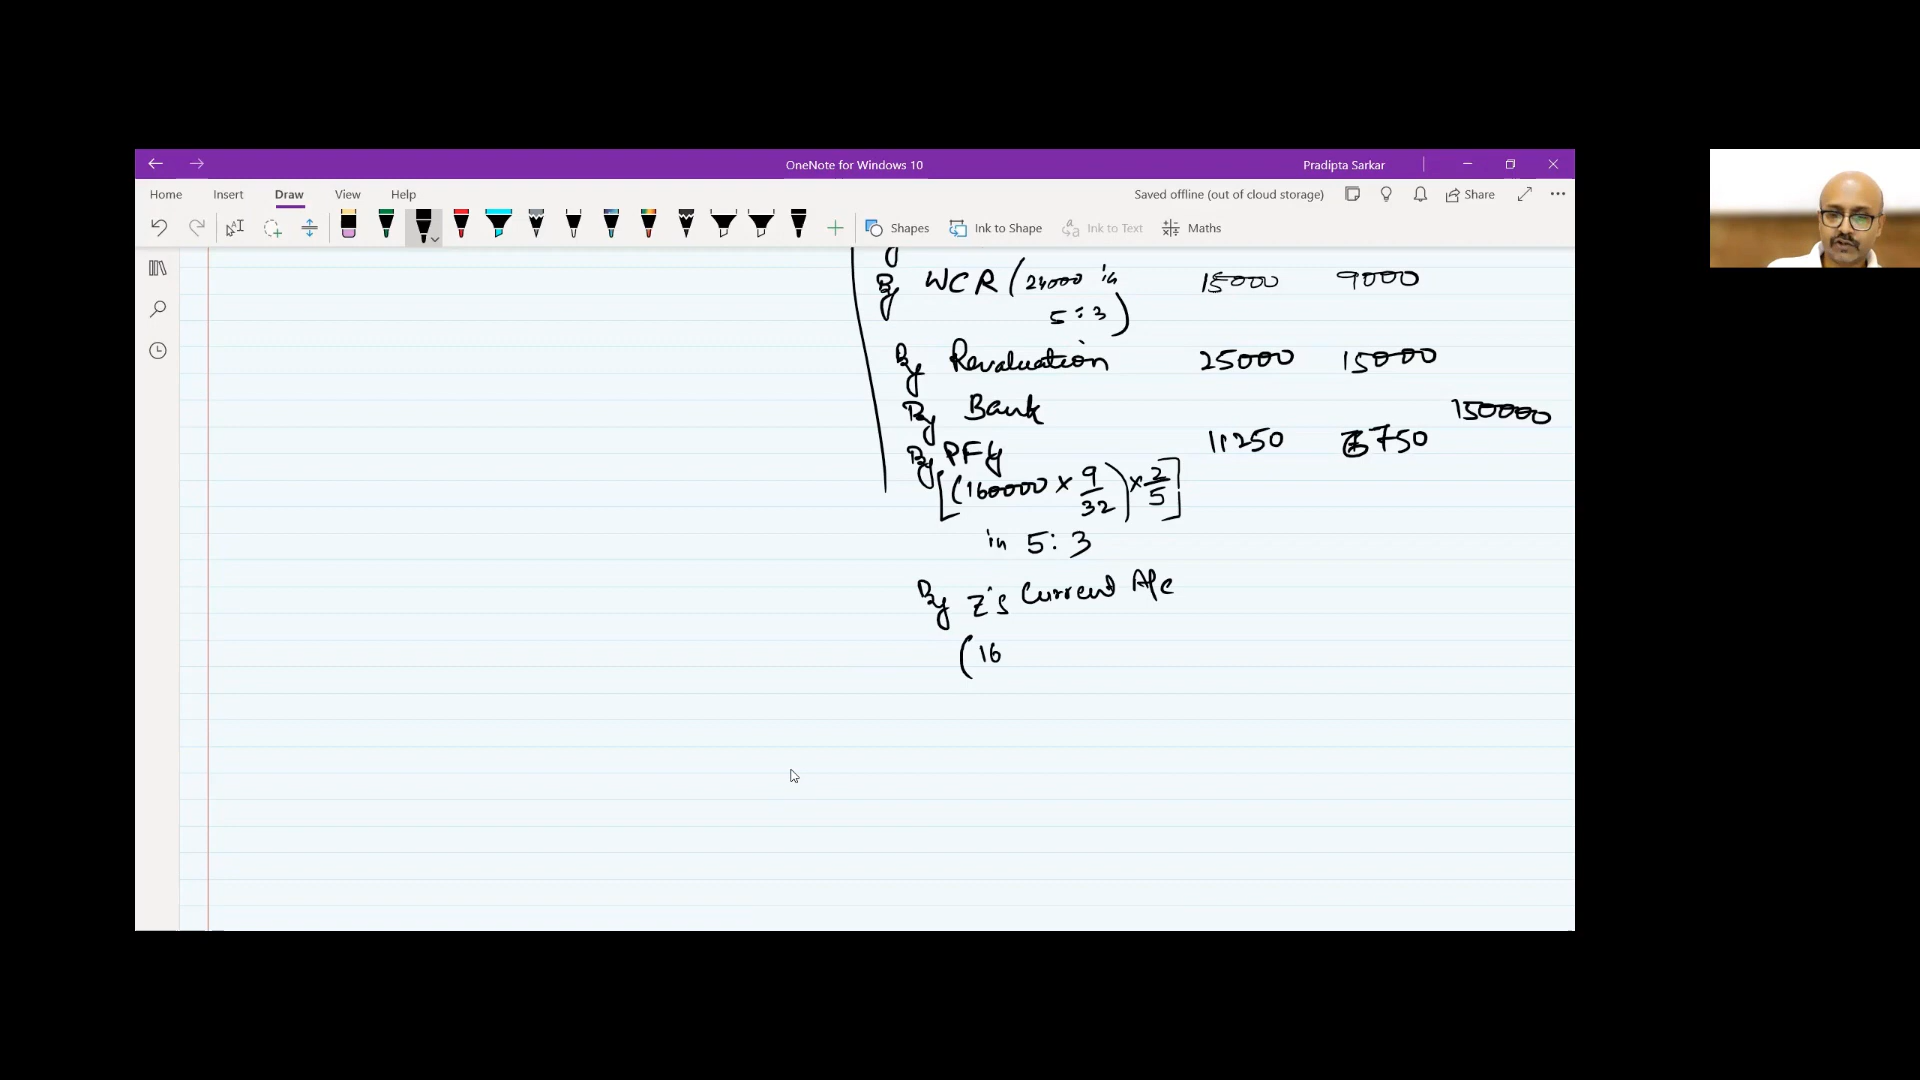 OneNote for Windows 10
Pradipta Sarkar
Home Insert Draw View Help
Saved offline (out of cloud storage)
Share
Shapes
Ink to Shape
Ink to Text
Maths
By WCR (24000 in 15000 9000
5:3)
By Revaluation 25000 15000
By Bank 150000
By PFG 11250 6750
[(160000 × 9/32) × 2/5]
in 5:3
By Z's Current A/c
(16